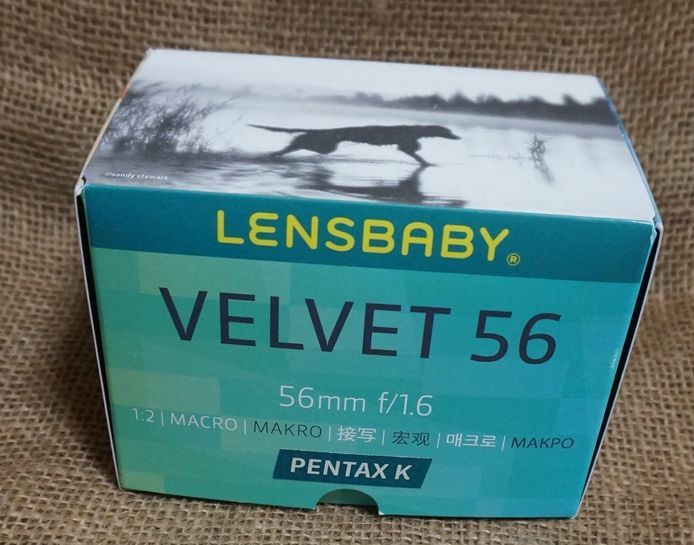 ©sandy stewart
LENSBABY®
VELVET 56
56mm f/1.6
1:2 | MACRO | MAKRO | 接写 | 宏观 | 매크로 | МАКРО
PENTAX K